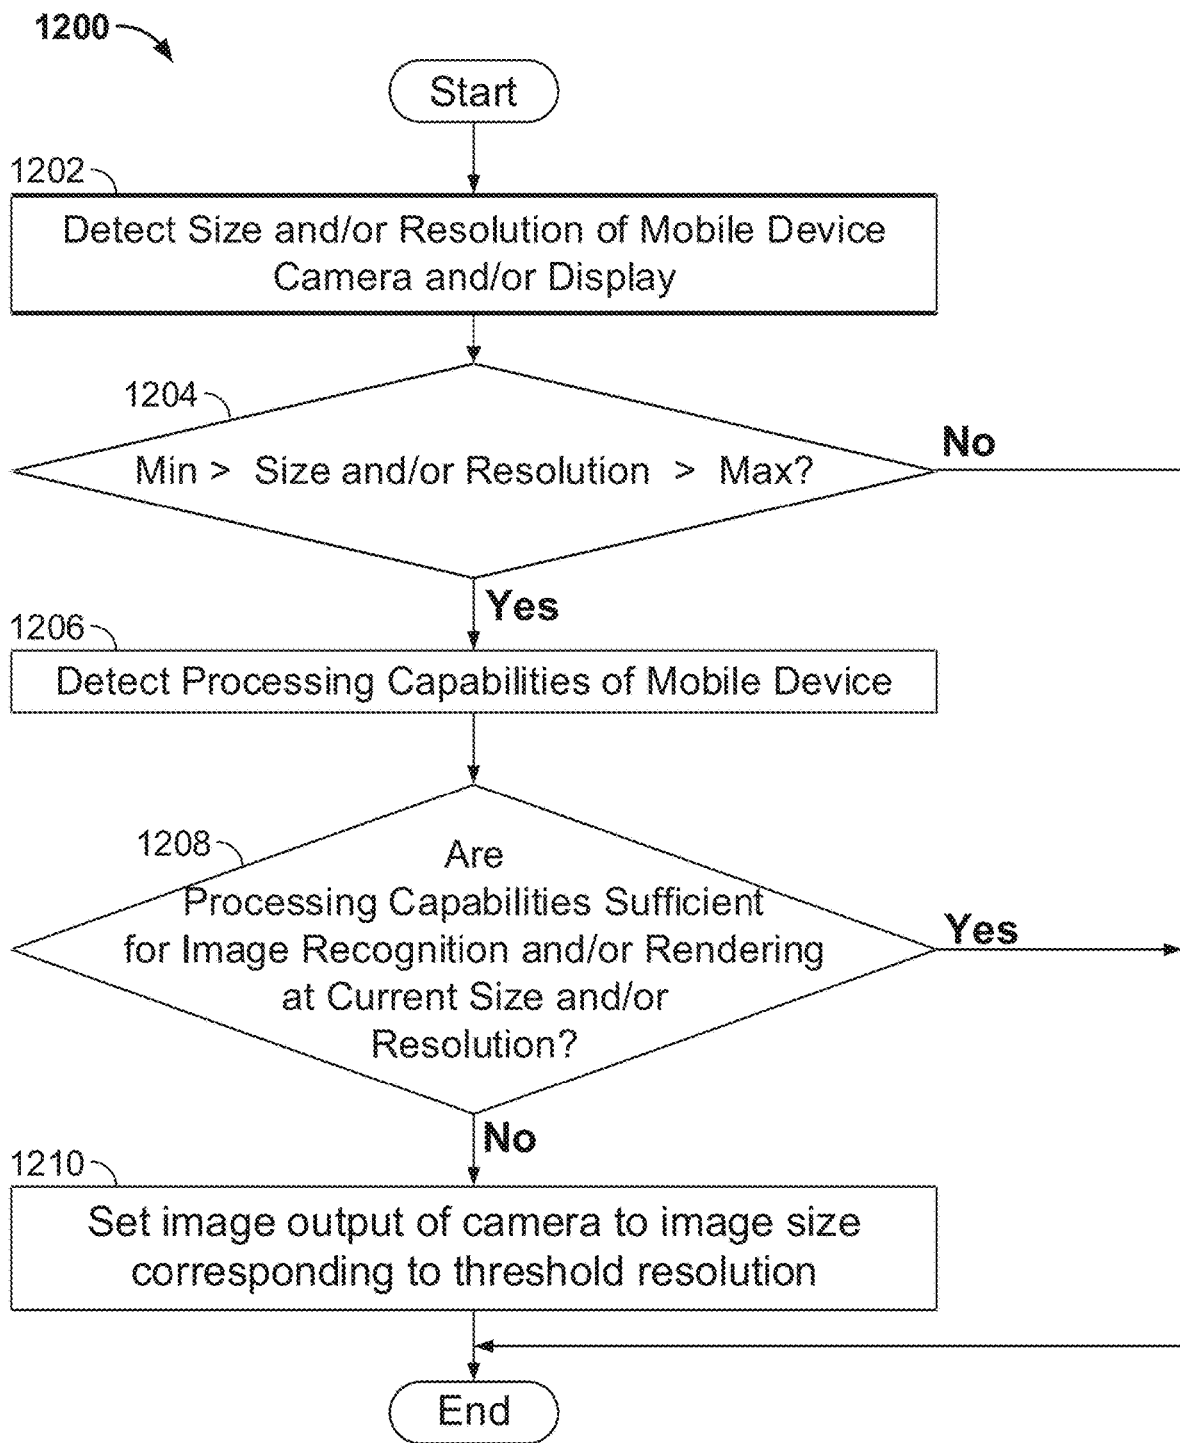 1200
Start
1202
Detect Size and/or Resolution of Mobile Device
Camera and/or Display
1204
Min > Size and/or Resolution > Max?
No
Yes
1206
Detect Processing Capabilities of Mobile Device
1208
Are
Processing Capabilities Sufficient
for Image Recognition and/or Rendering
at Current Size and/or
Resolution?
Yes
No
1210
Set image output of camera to image size
corresponding to threshold resolution
End